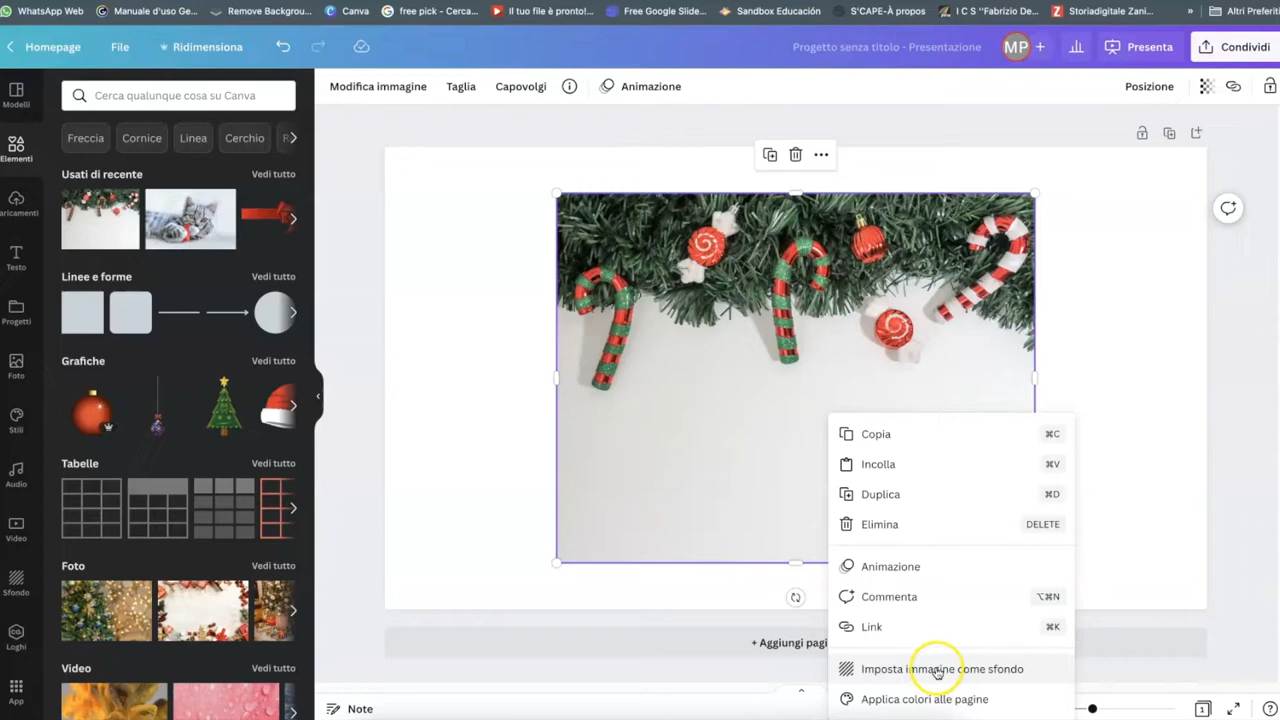 WhatsApp Web
Manuale d'uso Ge...
Remove Backgrou...
Canva
free pick - Cerca...
Il tuo file è pronto!...
Free Google Slide...
Sandbox Educación
S'CAPE-À propos
I C S "Fabrizio De...
Storiadigitale Zani...
»
Altri Preferiti
Homepage
File
Ridimensiona
Progetto senza titolo - Presentazione
MP
Presenta
Condividi
Modelli
Elementi
aricamenti
Testo
Progetti
Foto
Stili
Audio
Video
Sfondo
Loghi
App
Cerca qualunque cosa su Canva
Freccia
Cornice
Linea
Cerchio
Usati di recente
Vedi tutto
Linee e forme
Vedi tutto
Grafiche
Vedi tutto
Tabelle
Vedi tutto
Foto
Vedi tutto
Video
Vedi tutto
Modifica immagine
Taglia
Capovolgi
Animazione
Posizione
Copia ⌘C
Incolla ⌘V
Duplica ⌘D
Elimina DELETE
Animazione
Commenta ⌥⌘N
Link ⌘K
Imposta immagine come sfondo
Applica colori alle pagine
+ Aggiungi pagi
Note
1